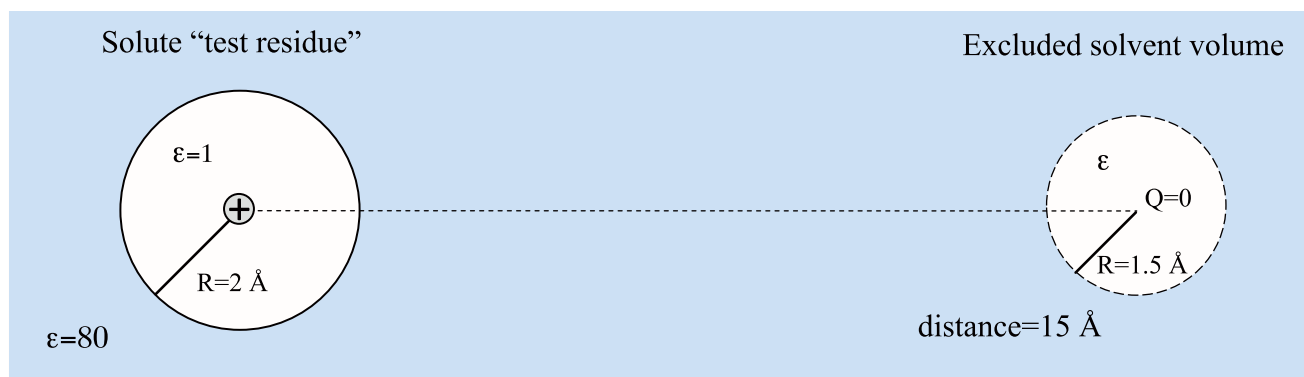 Solute “test residue”
Excluded solvent volume
ε=1
ε
+
Q=0
R=2 Å
R=1.5 Å
ε=80
distance=15 Å